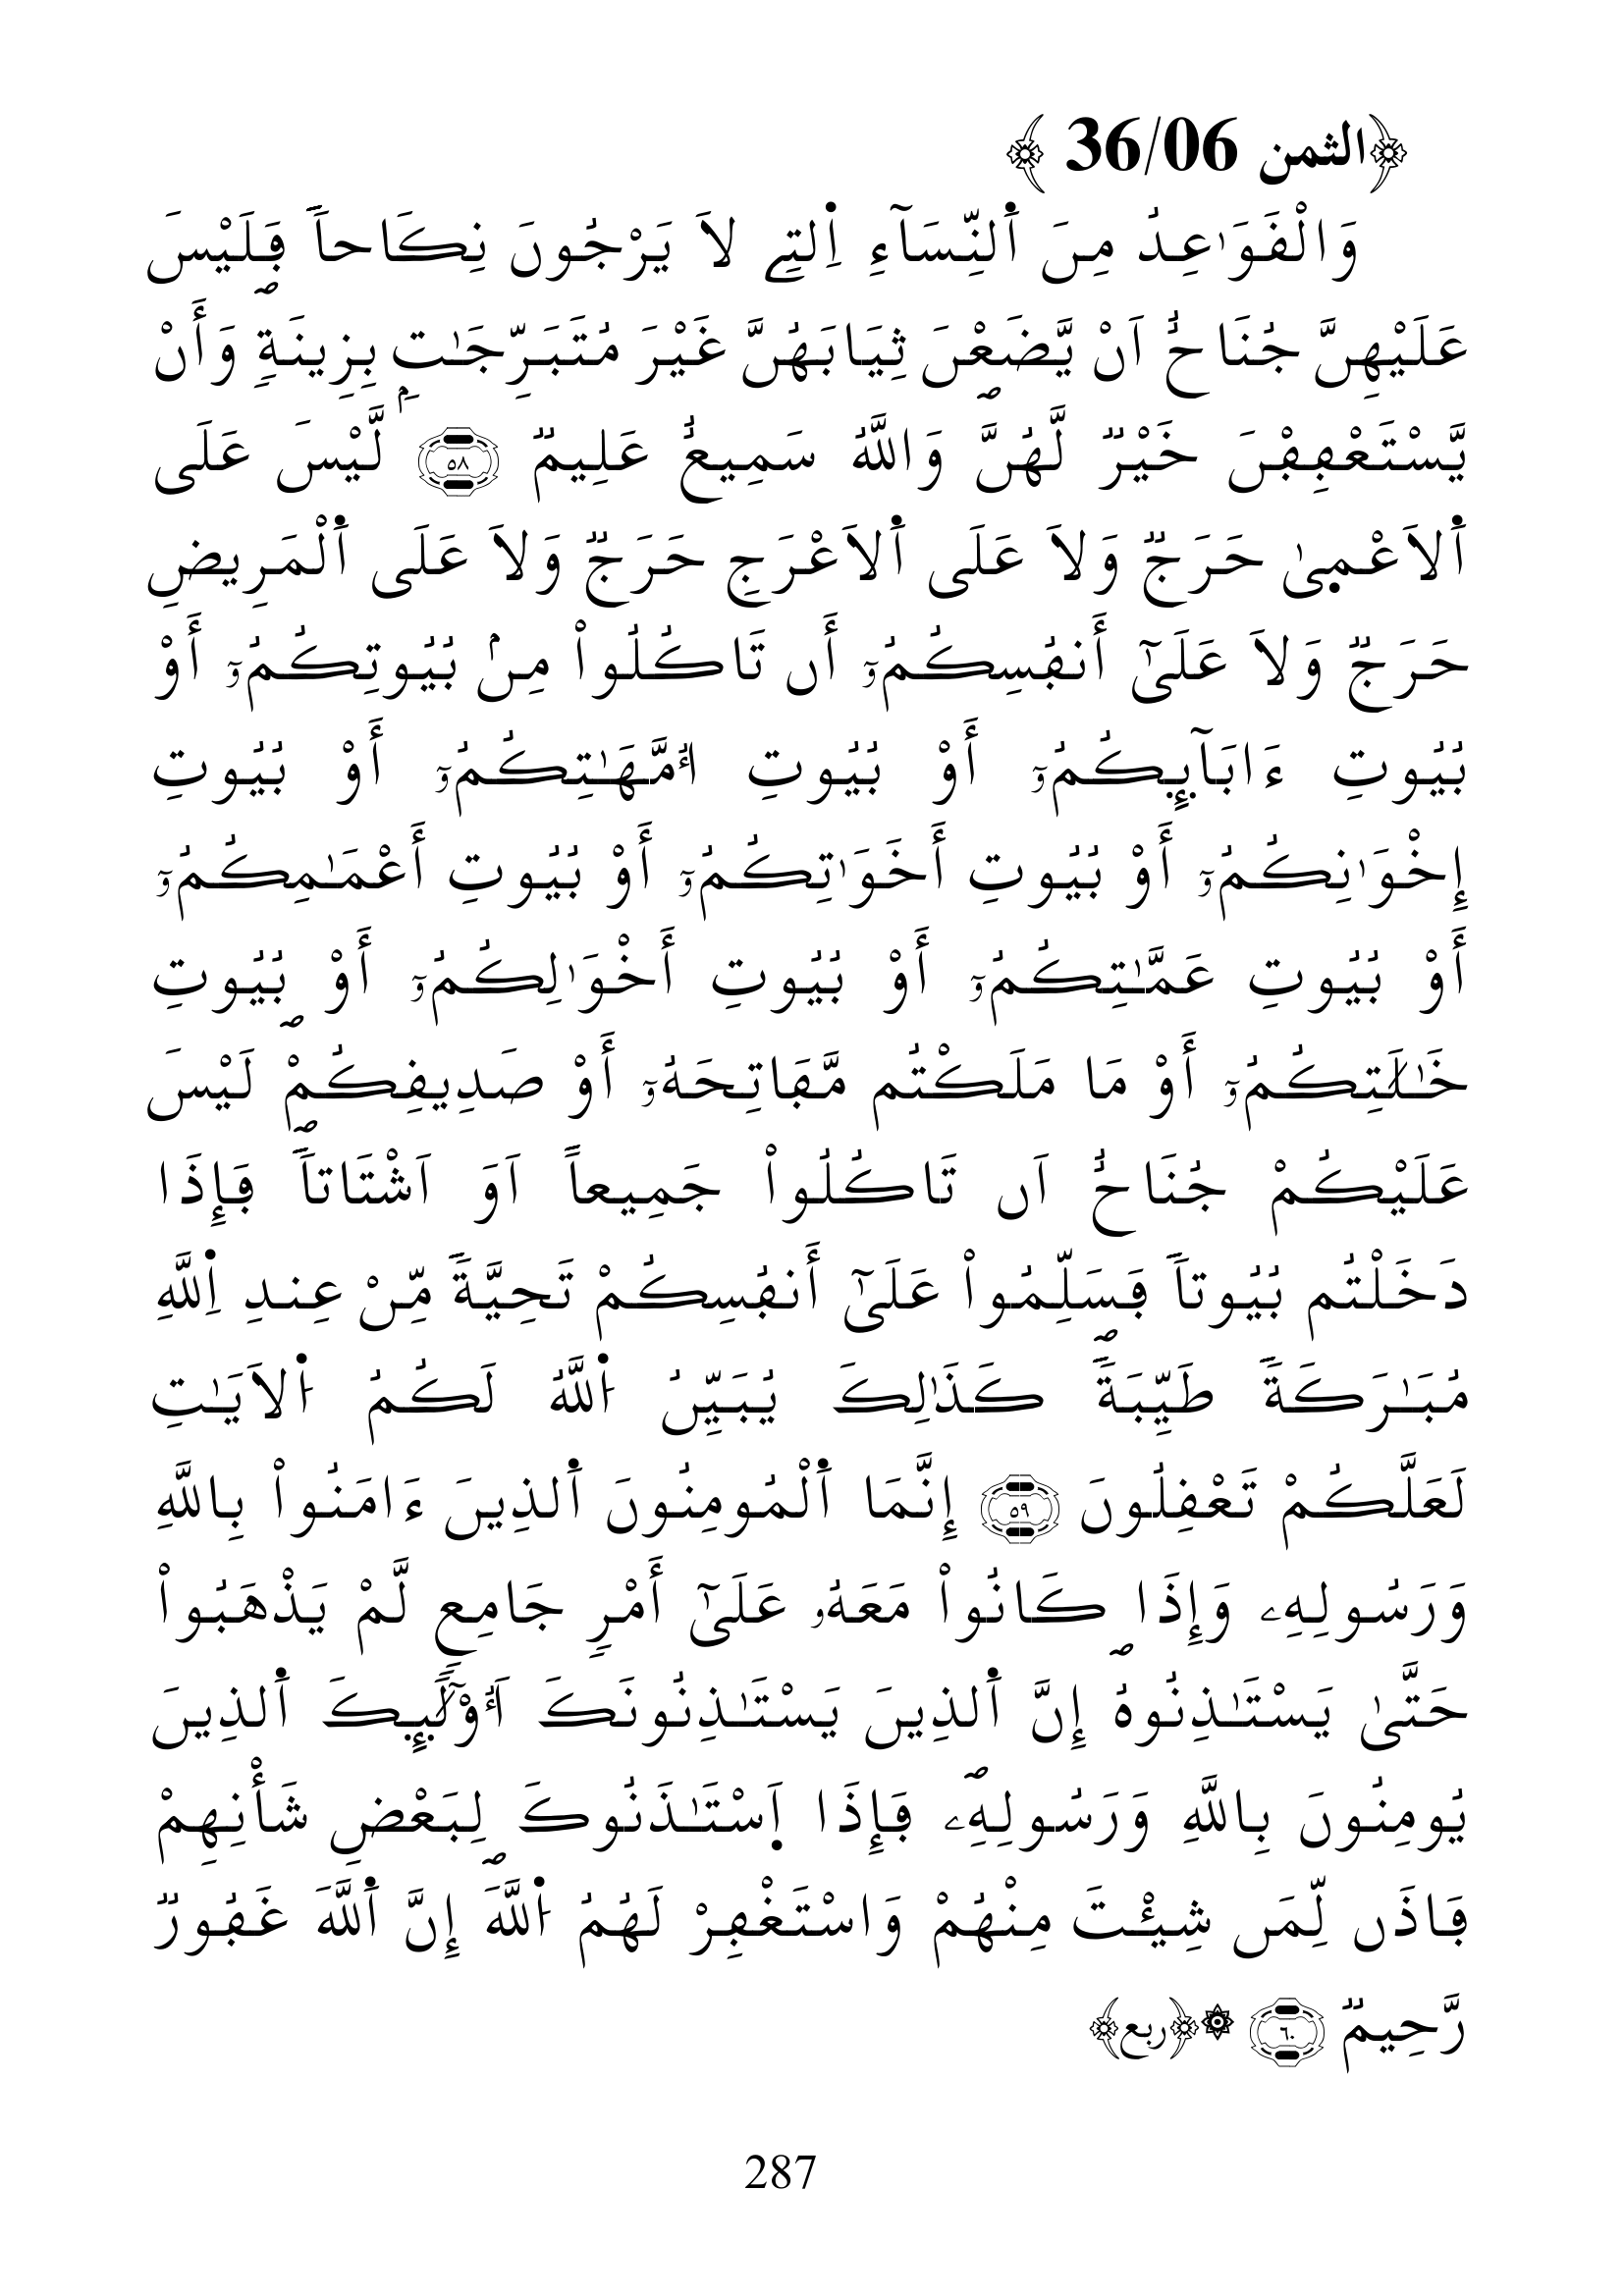 ﴿الثمن 36/06 ﴾
وَالْفَوَٰعِدُ مِنَ اَ۬لنِّسَآءِ اِ۬لتِے لَا يَرْجُونَ نِكَاحاٗ فَلَيْسَ
عَلَيْهِنَّ جُنَاحٌ اَنْ يَّضَعْنَ ثِيَابَهُنَّۖ غَيْرَ مُتَبَرِّجَٰتِۢ بِزِينَةٖۖ وَأَنْ
يَّسْتَعْفِفْنَ خَيْرٞ لَّهُنَّ وَاللَّهُ سَمِيعٌ عَلِيمٞ ۝٥٨ لَّيْسَ عَلَى
اَ۬لَاعْم۪ىٰ حَرَجٞ وَلَا عَلَى اَ۬لَاعْرَجِ حَرَجٞ وَلَا عَلَى اَ۬لْمَرِيضِ
حَرَجٞ وَلَا عَلَىٰٓ أَنفُسِكُمُۥٓ أَن تَاكُلُواْ مِنۢ بُيُوتِكُمُۥٓ أَوْ
بُيُوتِ ءَابَآئِكُمُۥٓ أَوْ بُيُوتِ أُمَّهَٰتِكُمُۥٓ أَوْ بُيُوتِ
إِخْوَٰنِكُمُۥٓ أَوْ بُيُوتِ أَخَوَٰتِكُمُۥٓ أَوْ بُيُوتِ أَعْمَٰمِكُمُۥٓ
أَوْ بُيُوتِ عَمَّٰتِكُمُۥٓ أَوْ بُيُوتِ أَخْوَٰلِكُمُۥٓ أَوْ بُيُوتِ
خَٰلَٰتِكُمُۥٓ أَوْ مَا مَلَكْتُم مَّفَاتِحَهُۥٓ أَوْ صَدِيفِكُمْۖ لَيْسَ
عَلَيْكُمْ جُنَاحٌ اَن تَاكُلُواْ جَمِيعاً اَوَ اَشْتَاتاٗۖ فَإِذَا
دَخَلْتُم بُيُوتاٗ فَسَلِّمُواْ عَلَىٰٓ أَنفُسِكُمْ تَحِيَّةٗ مِّنْ عِندِ اِ۬للَّهِ
مُبَٰرَكَةٗ طَيِّبَةٗۖ كَذَٰلِكَ يُبَيِّنُ اُ۬للَّهُ لَكُمُ اُ۬لَايَٰتِ
لَعَلَّكُمْ تَعْفِلُونَ ۝٥٩ إِنَّمَا اَ۬لْمُومِنُونَ اَ۬لذِينَ ءَامَنُواْ بِاللَّهِ
وَرَسُولِهِۦ وَإِذَا كَانُواْ مَعَهُۥ عَلَىٰٓ أَمْرٖ جَامِعٖ لَّمْ يَذْهَبُواْ
حَتَّىٰ يَسْتَٰذِنُوهُۖ إِنَّ اَ۬لذِينَ يَسْتَٰذِنُونَكَ أُوْلَٰٓئِكَ اَ۬لذِينَ
يُومِنُونَ بِاللَّهِ وَرَسُولِهِۦۖ فَإِذَا اَ۪سْتَٰذَنُوكَ لِبَعْضِ شَأْنِهِمْ
فَاذَن لِّمَن شِئْتَ مِنْهُمْ وَاسْتَغْفِرْ لَهُمُ اُ۬للَّهَۖ إِنَّ اَ۬للَّهَ غَفُورٞ
رَّحِيمٞ ۝٦٠ ۞﴿ربع﴾
287